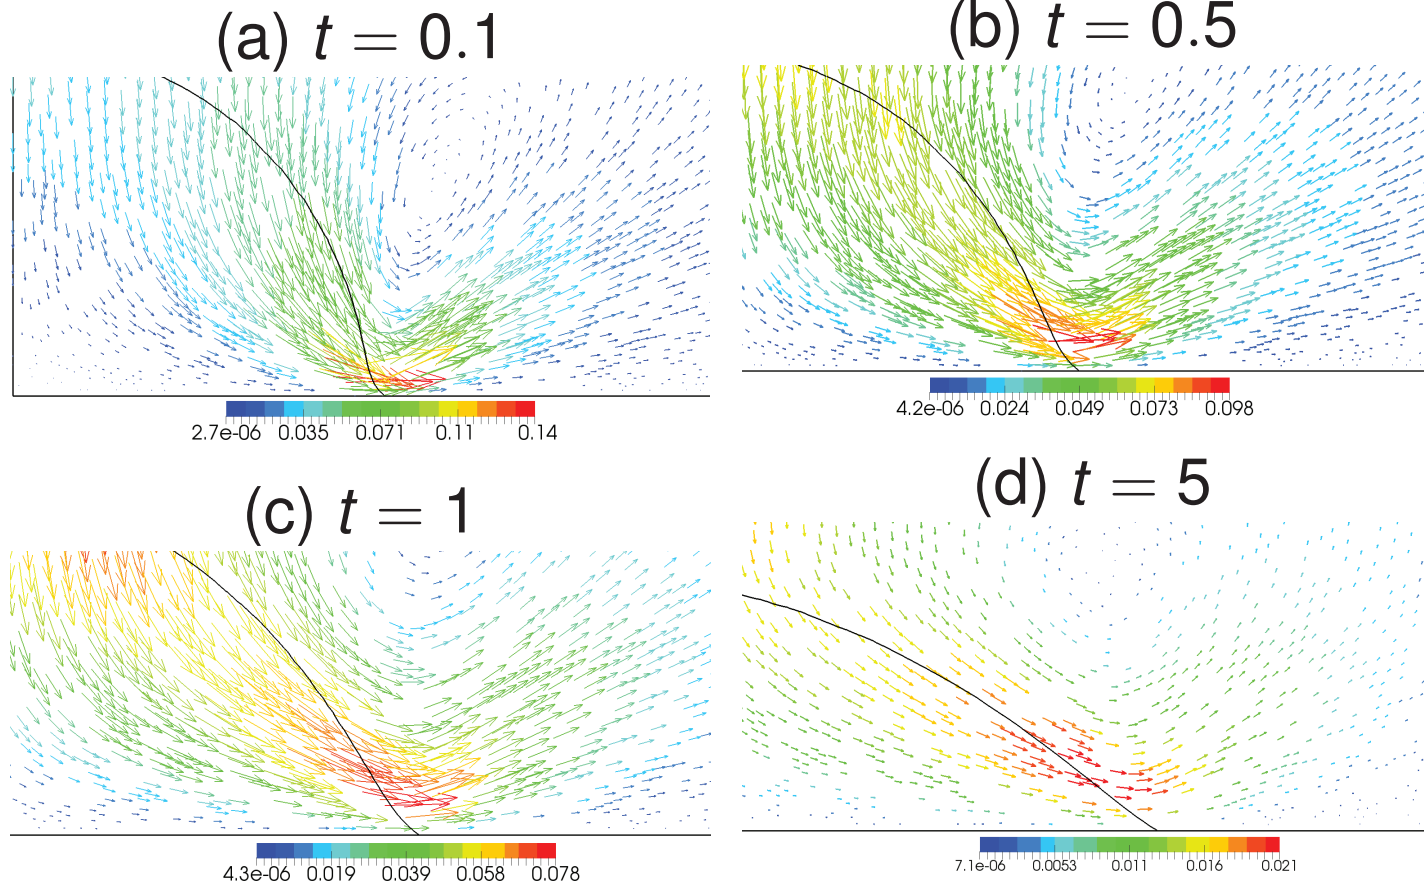 (a) t = 0.1
(b) t = 0.5
2.7e-06 0.035 0.071 0.11 0.14
4.2e-06 0.024 0.049 0.073 0.098
(c) t = 1
(d) t = 5
4.3e-06 0.019 0.039 0.058 0.078
7.1e-06 0.0053 0.011 0.016 0.021